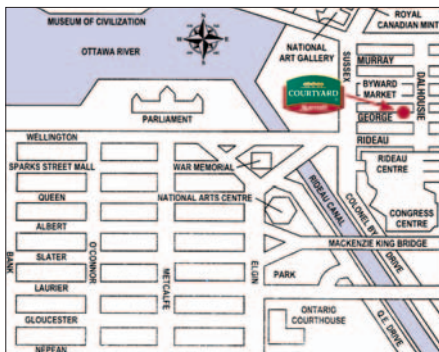 MUSEUM OF CIVILIZATION
OTTAWA RIVER
ROYAL
CANADIAN MINT
NATIONAL
ART GALLERY
SUSSEX
MURRAY
BYWARD
MARKET
DALHOUSIE
COURTYARD
Marriott
GEORGE
PARLIAMENT
WELLINGTON
RIDEAU
SPARKS STREET MALL
WAR MEMORIAL
RIDEAU
CENTRE
QUEEN
NATIONAL ARTS CENTRE
RIDEAU CANAL
COLONEL BY
DRIVE
CONGRESS
CENTRE
ALBERT
MACKENZIE KING BRIDGE
BANK
O'CONNOR
METCALFE
ELGIN
SLATER
PARK
LAURIER
ONTARIO
COURTHOUSE
Q.E. DRIVE
GLOUCESTER
NEPEAN